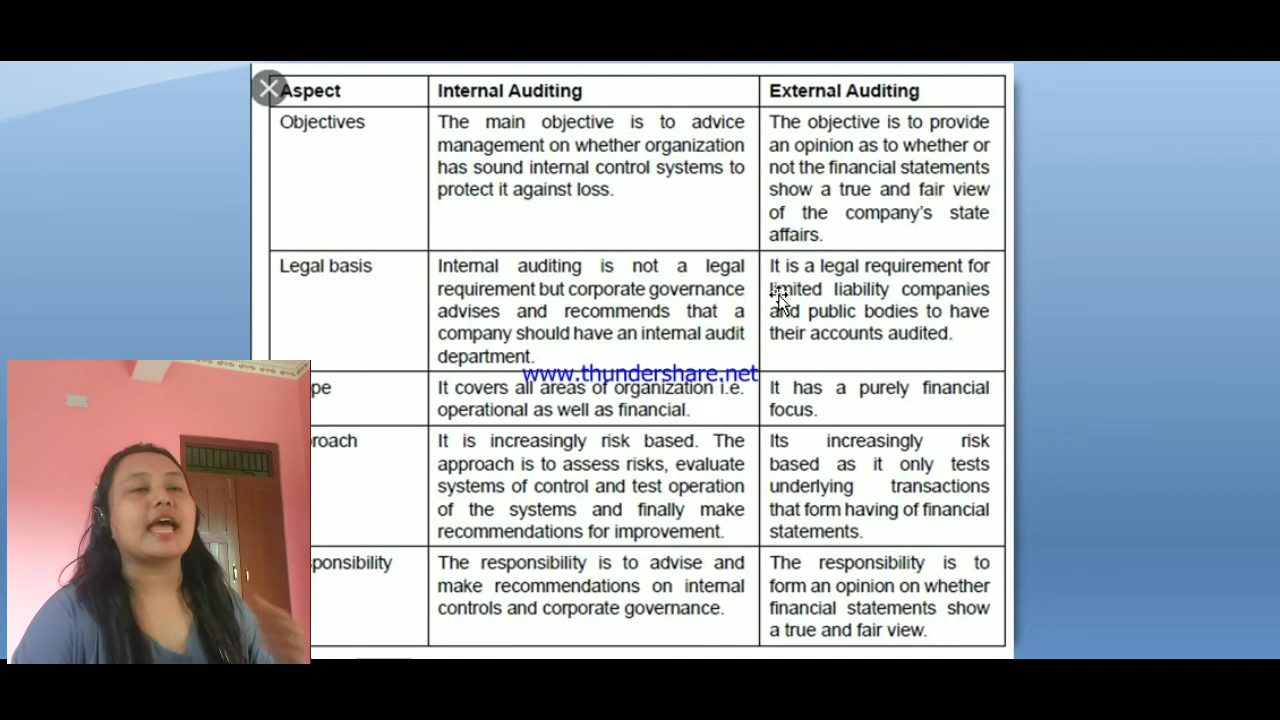 Aspect
Internal Auditing
External Auditing
Objectives
The main objective is to advice
management on whether organization
has sound internal control systems to
protect it against loss.
The objective is to provide
an opinion as to whether or
not the financial statements
show a true and fair view
of the company's state
affairs.
Legal basis
Internal auditing is not a legal
requirement but corporate governance
advises and recommends that a
company should have an internal audit
department.
It is a legal requirement for
limited liability companies
and public bodies to have
their accounts audited.
www.thundershare.net
pe
It covers all areas of organization i.e.
operational as well as financial.
It has a purely financial
focus.
roach
It is increasingly risk based. The
approach is to assess risks, evaluate
systems of control and test operation
of the systems and finally make
recommendations for improvement.
Its increasingly risk
based as it only tests
underlying transactions
that form having of financial
statements.
ponsibility
The responsibility is to advise and
make recommendations on internal
controls and corporate governance.
The responsibility is to
form an opinion on whether
financial statements show
a true and fair view.